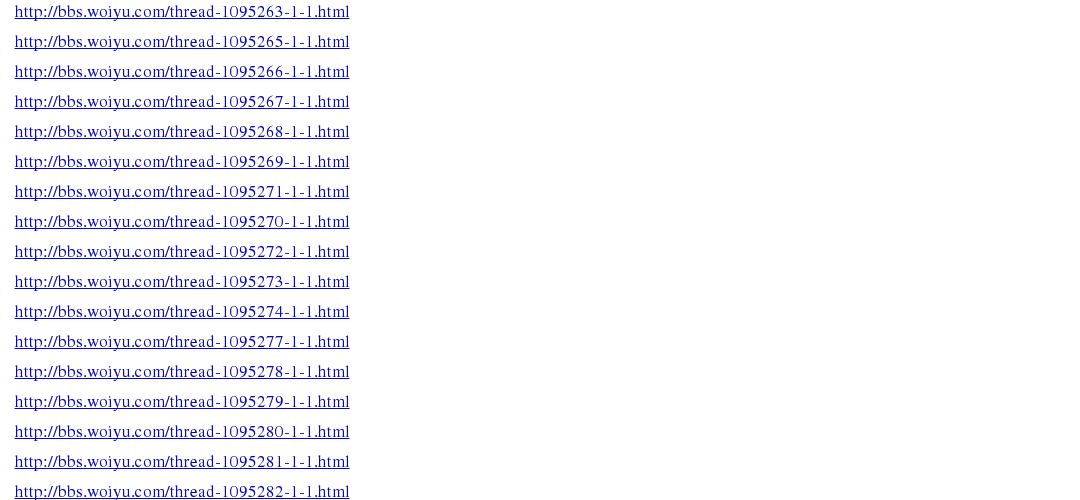 http://bbs.woiyu.com/thread-1095263-1-1.html
http://bbs.woiyu.com/thread-1095265-1-1.html
http://bbs.woiyu.com/thread-1095266-1-1.html
http://bbs.woiyu.com/thread-1095267-1-1.html
http://bbs.woiyu.com/thread-1095268-1-1.html
http://bbs.woiyu.com/thread-1095269-1-1.html
http://bbs.woiyu.com/thread-1095271-1-1.html
http://bbs.woiyu.com/thread-1095270-1-1.html
http://bbs.woiyu.com/thread-1095272-1-1.html
http://bbs.woiyu.com/thread-1095273-1-1.html
http://bbs.woiyu.com/thread-1095274-1-1.html
http://bbs.woiyu.com/thread-1095277-1-1.html
http://bbs.woiyu.com/thread-1095278-1-1.html
http://bbs.woiyu.com/thread-1095279-1-1.html
http://bbs.woiyu.com/thread-1095280-1-1.html
http://bbs.woiyu.com/thread-1095281-1-1.html
http://bbs.woiyu.com/thread-1095282-1-1.html